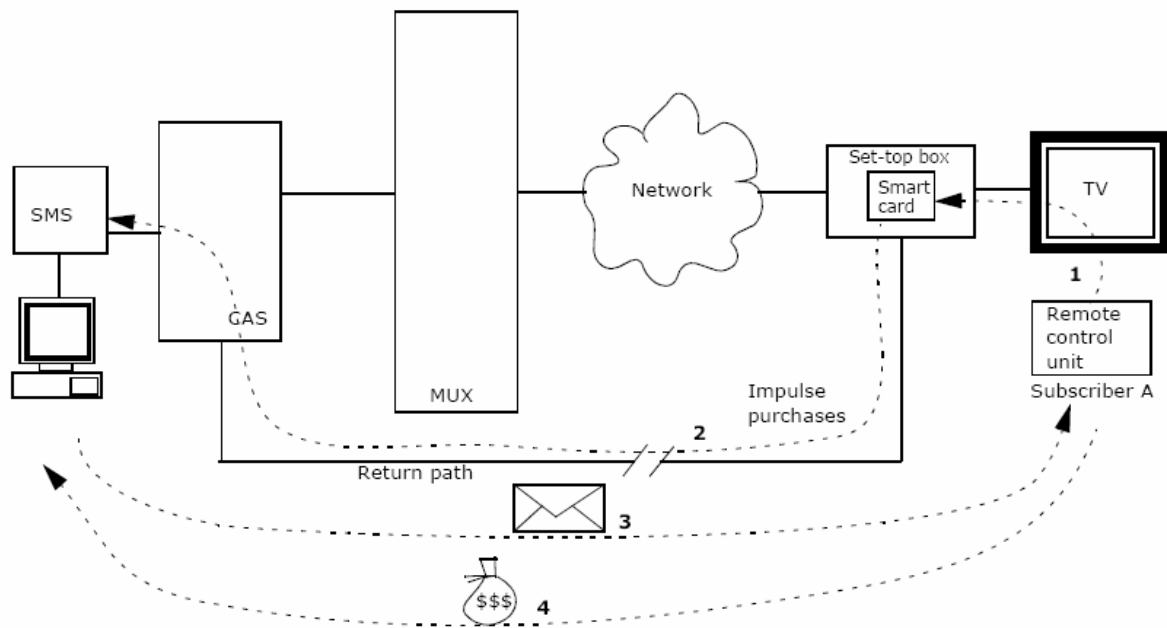 SMS
GAS
MUX
Network
Set-top box
Smart
card
TV
1
Remote
control
unit
Subscriber A
Impulse
purchases
2
Return path
3
$$$
4